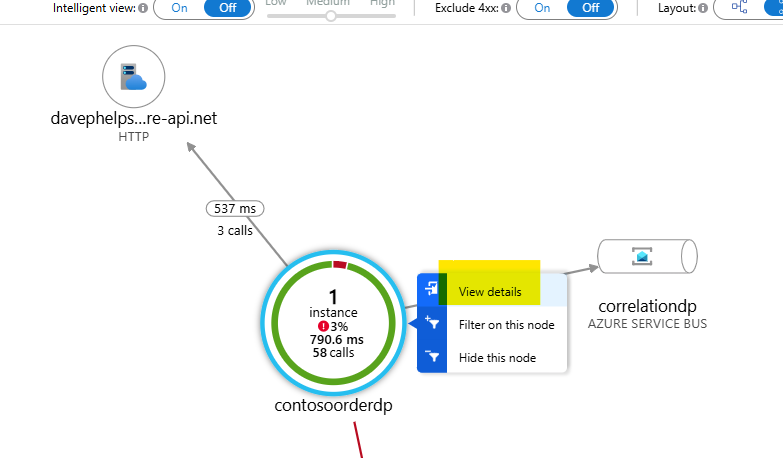 Intelligent view: On Off Low Medium High Exclude 4xx: On Off Layout:
davephelps...re-api.net
HTTP
537 ms
3 calls
1
instance
3%
790.6 ms
58 calls
contosoorderdp
View details
Filter on this node
Hide this node
correlationdp
AZURE SERVICE BUS